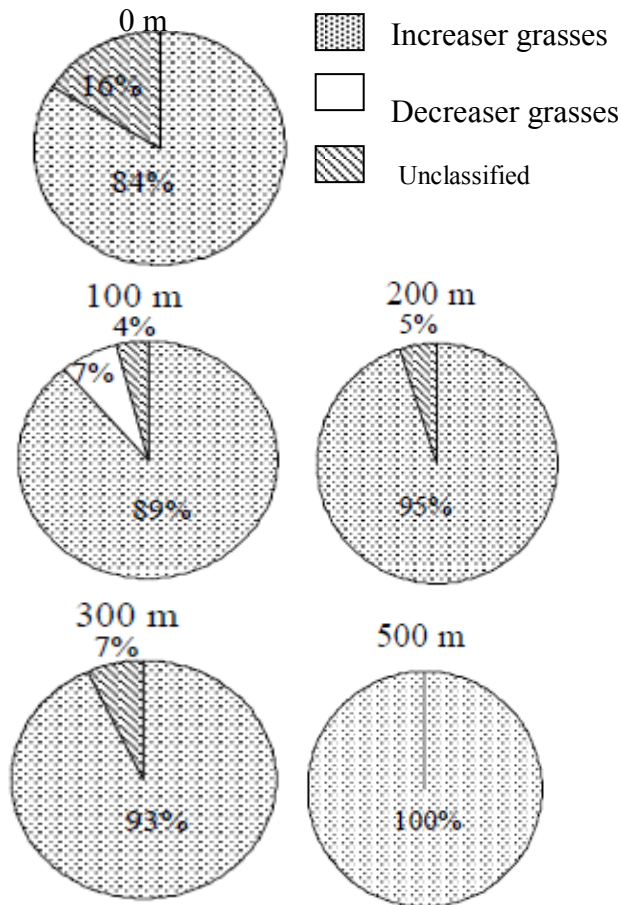 0 m
16%
84%
Increaser grasses
Decreaser grasses
Unclassified
100 m
4%
7%
89%
200 m
5%
95%
300 m
7%
93%
500 m
100%